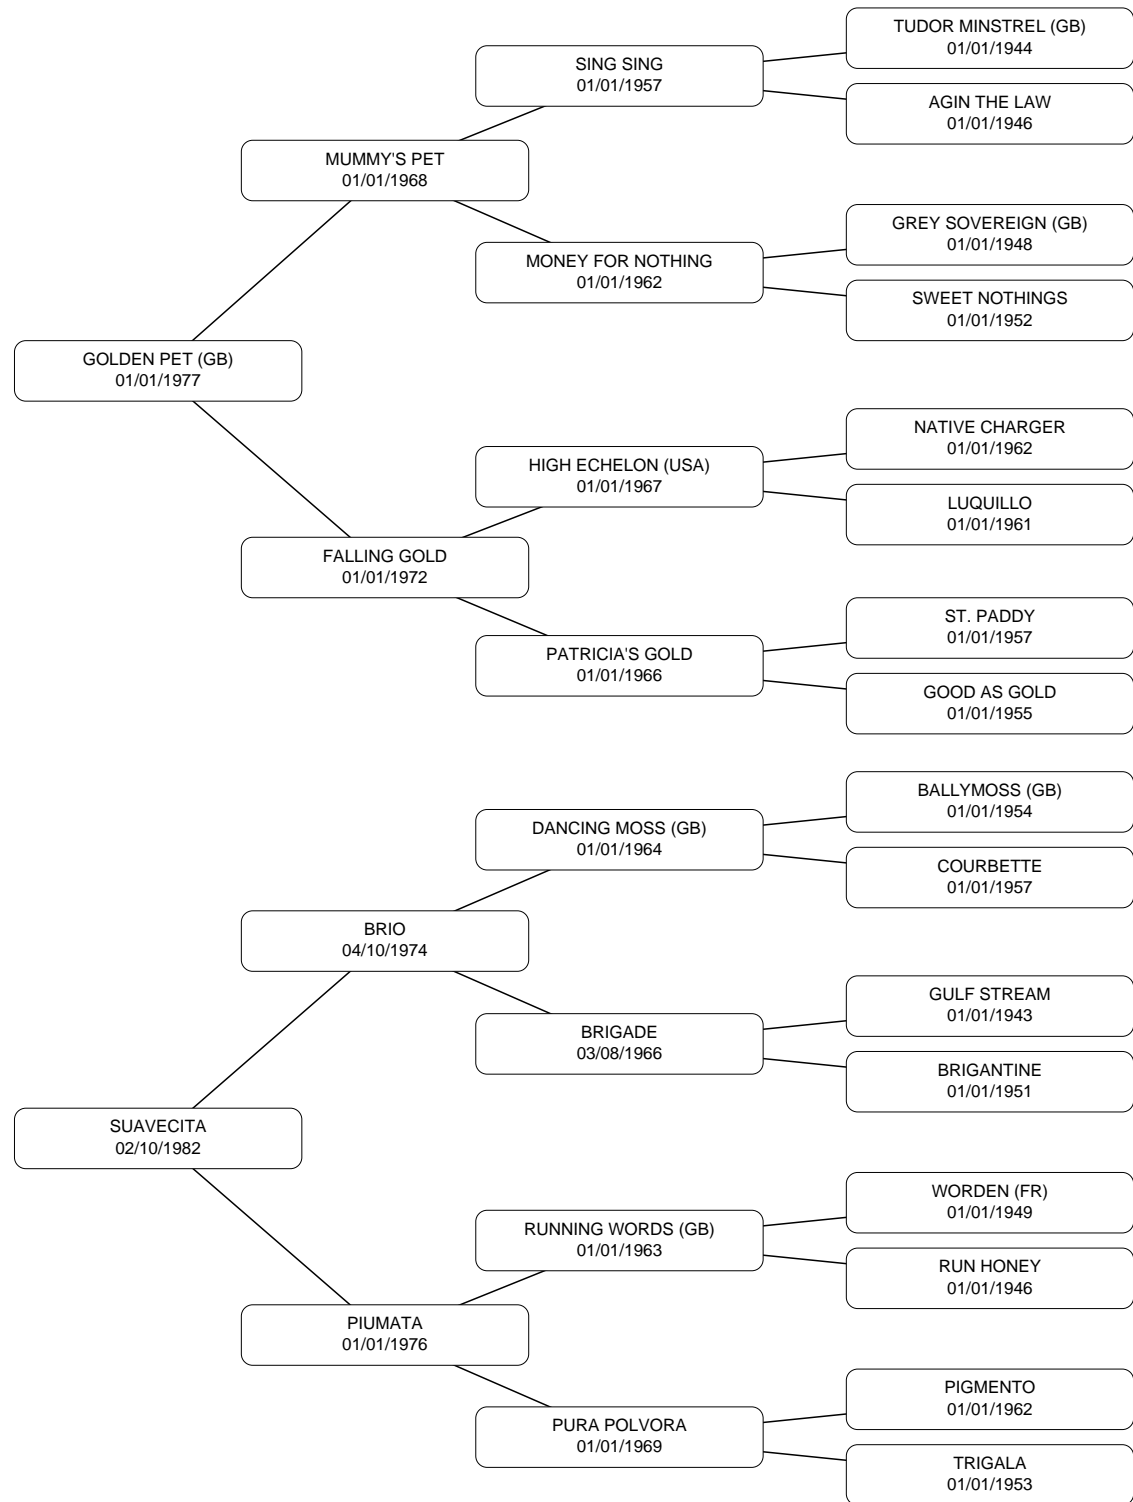 TUDOR MINSTREL (GB)
01/01/1944
SING SING
01/01/1957
AGIN THE LAW
01/01/1946
MUMMY'S PET
01/01/1968
GREY SOVEREIGN (GB)
01/01/1948
MONEY FOR NOTHING
01/01/1962
SWEET NOTHINGS
01/01/1952
GOLDEN PET (GB)
01/01/1977
NATIVE CHARGER
01/01/1962
HIGH ECHELON (USA)
01/01/1967
LUQUILLO
01/01/1961
FALLING GOLD
01/01/1972
ST. PADDY
01/01/1957
PATRICIA'S GOLD
01/01/1966
GOOD AS GOLD
01/01/1955
BALLYMOSS (GB)
01/01/1954
DANCING MOSS (GB)
01/01/1964
COURBETTE
01/01/1957
BRIO
04/10/1974
GULF STREAM
01/01/1943
BRIGADE
03/08/1966
BRIGANTINE
01/01/1951
SUAVECITA
02/10/1982
WORDEN (FR)
01/01/1949
RUNNING WORDS (GB)
01/01/1963
RUN HONEY
01/01/1946
PIUMATA
01/01/1976
PIGMENTO
01/01/1962
PURA POLVORA
01/01/1969
TRIGALA
01/01/1953